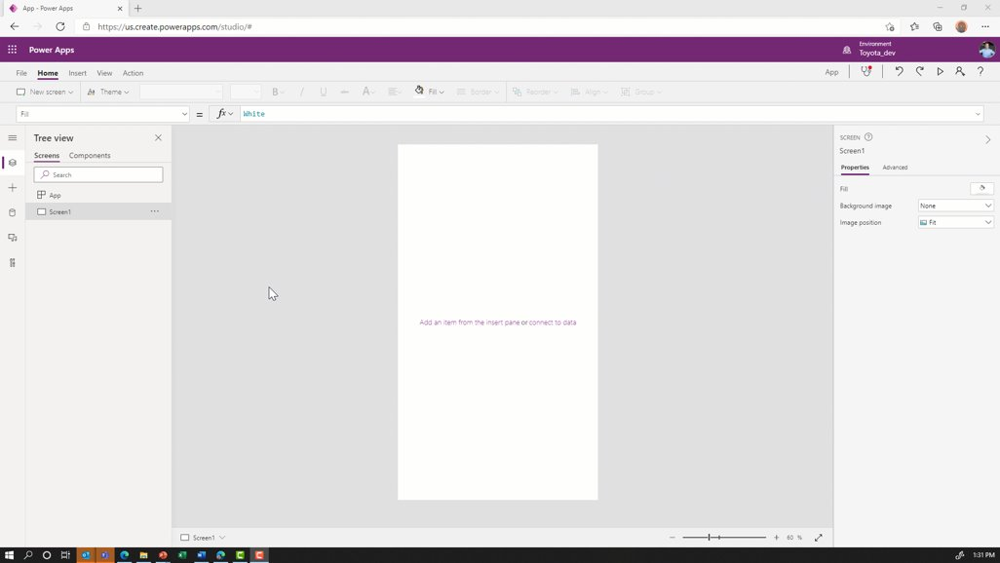 App - Power Apps
https://us.create.powerapps.com/studio/#
Power Apps
Environment
Toyota_dev
File Home Insert View Action
App
New screen
Theme
B
I
U
abc
A
Fill
Border
Reorder
Align
Group
Fill
=
fx
White
Tree view
Screens Components
Search
App
Screen1
Add an item from the insert pane or connect to data
SCREEN
Screen1
Properties Advanced
Fill
Background image None
Image position Fit
Screen1
60 %
1:31 PM